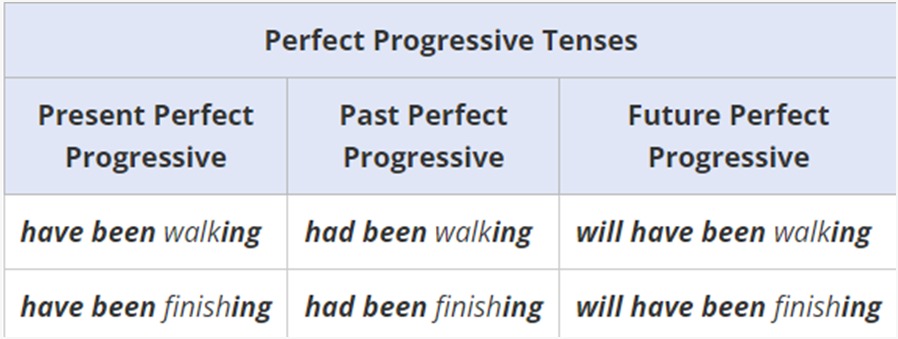 Perfect Progressive Tenses
Present Perfect Progressive
Past Perfect Progressive
Future Perfect Progressive
have been walking
had been walking
will have been walking
have been finishing
had been finishing
will have been finishing